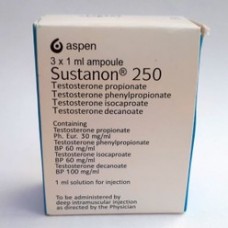 aspen
3 x 1 ml ampoule
Sustanon® 250
Testosterone propionate
Testosterone phenylpropionate
Testosterone isocaproate
Testosterone decanoate
Containing
Testosterone propionate
Ph. Eur. 30 mg/ml
Testosterone phenylpropionate
BP 60 mg/ml
Testosterone isocaproate
BP 60 mg/ml
Testosterone decanoate
BP 100 mg/ml
1 ml solution for injection
To be administered by
deep intramuscular injection
as directed by the Physician